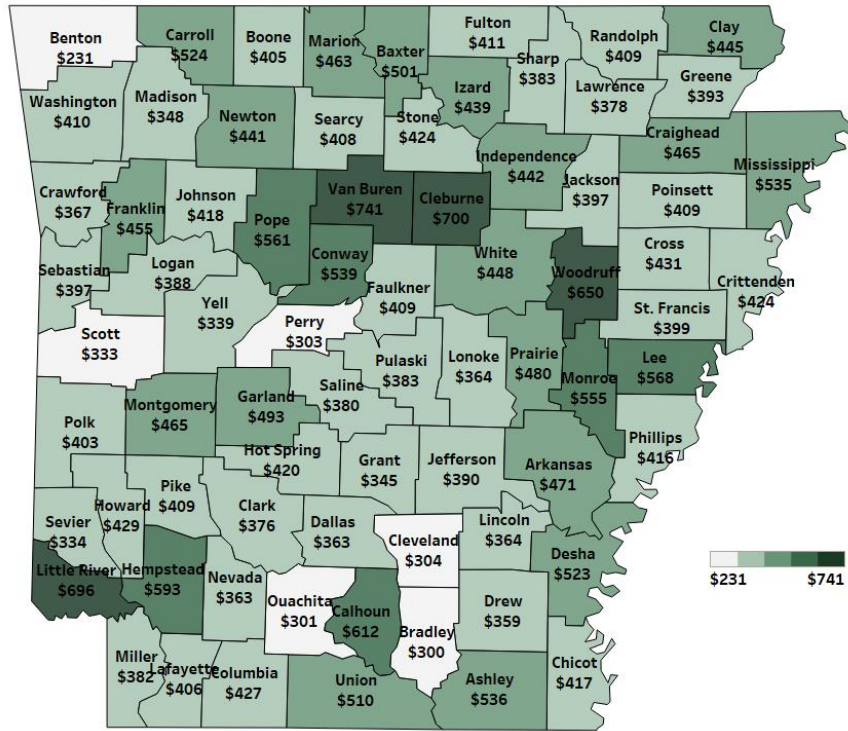 Benton
$231
Carroll
$524
Boone
$405
Marion
$463
Baxter
$501
Fulton
$411
Sharp
$383
Randolph
$409
Clay
$445
Washington
$410
Madison
$348
Newton
$441
Searcy
$408
Stone
$424
Izard
$439
Lawrence
$378
Greene
$393
Independence
$442
Jackson
$397
Craighead
$465
Mississippi
$535
Crawford
$367
Franklin
$455
Johnson
$418
Pope
$561
Van Buren
$741
Cleburne
$700
Poinsett
$409
Sebastian
$397
Logan
$388
Yell
$339
Conway
$539
Faulkner
$409
White
$448
Woodruff
$650
Cross
$431
Crittenden
$424
Scott
$333
Perry
$303
St. Francis
$399
Pulaski
$383
Lonoke
$364
Prairie
$480
Monroe
$555
Lee
$568
Polk
$403
Montgomery
$465
Garland
$493
Saline
$380
Hot Spring
$420
Grant
$345
Jefferson
$390
Arkansas
$471
Phillips
$416
Sevier
$334
Howard
$429
Pike
$409
Clark
$376
Dallas
$363
Cleveland
$304
Lincoln
$364
Desha
$523
Little River
$696
Hempstead
$593
Nevada
$363
Ouachita
$301
Calhoun
$612
Bradley
$300
Drew
$359
Miller
$382
Lafayette
$406
Columbia
$427
Union
$510
Ashley
$536
Chicot
$417
$231 $741